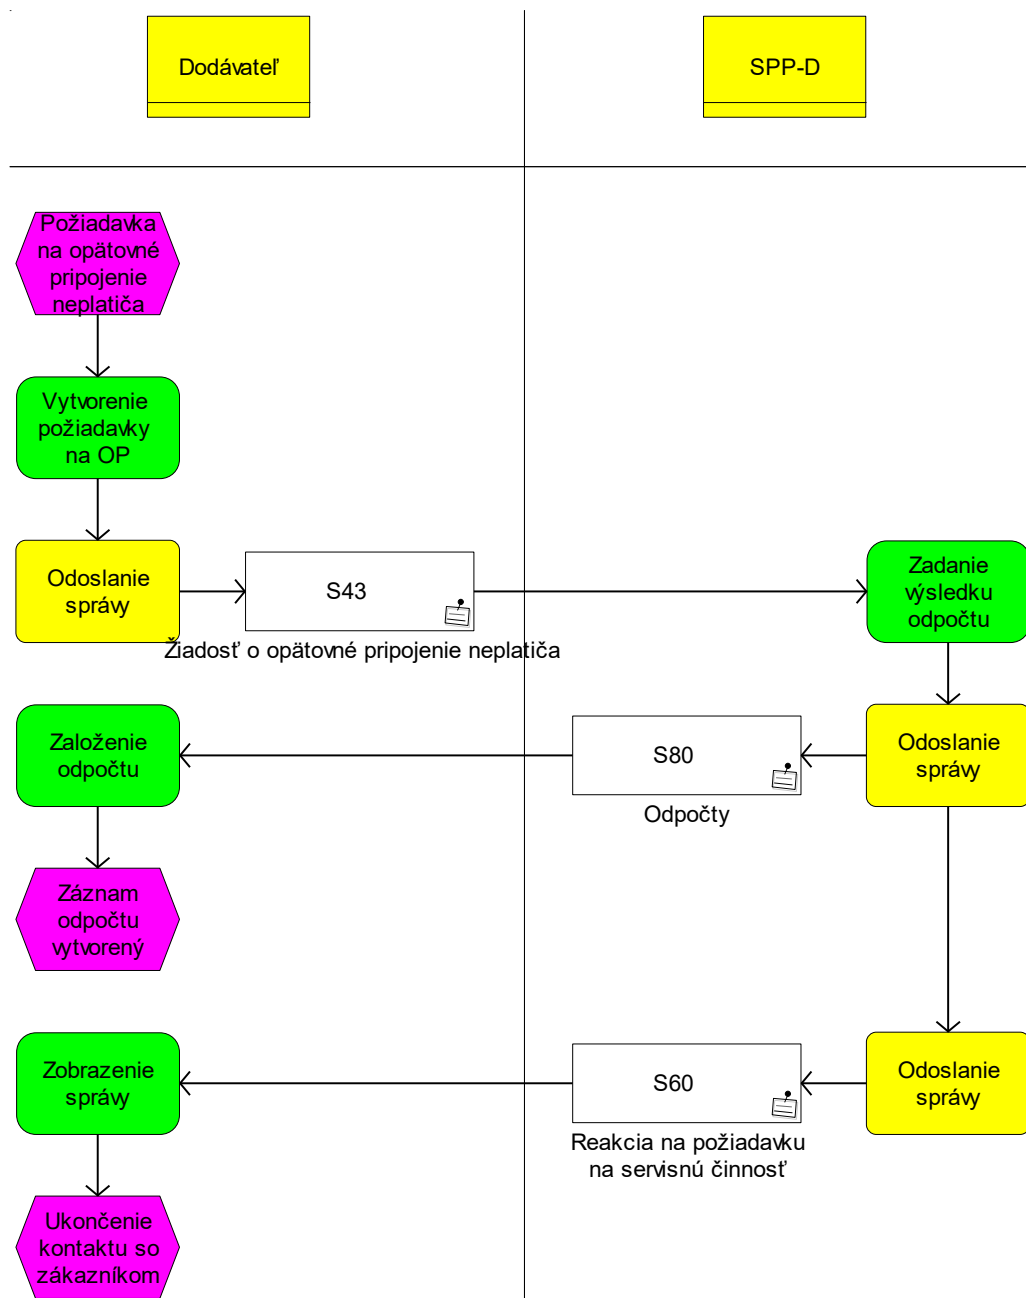 Dodávateľ
SPP-D
Požiadavka
na opätovné
pripojenie
neplatiča
Vytvorenie
požiadavky
na OP
Odoslanie
správy
S43
Žiadosť o opätovné pripojenie neplatiča
Zadanie
výsledku
odpočtu
Založenie
odpočtu
S80
Odpočty
Odoslanie
správy
Záznam
odpočtu
vytvorený
Zobrazenie
správy
S60
Reakcia na požiadavku
na servisnú činnosť
Odoslanie
správy
Ukončenie
kontaktu so
zákazníkom